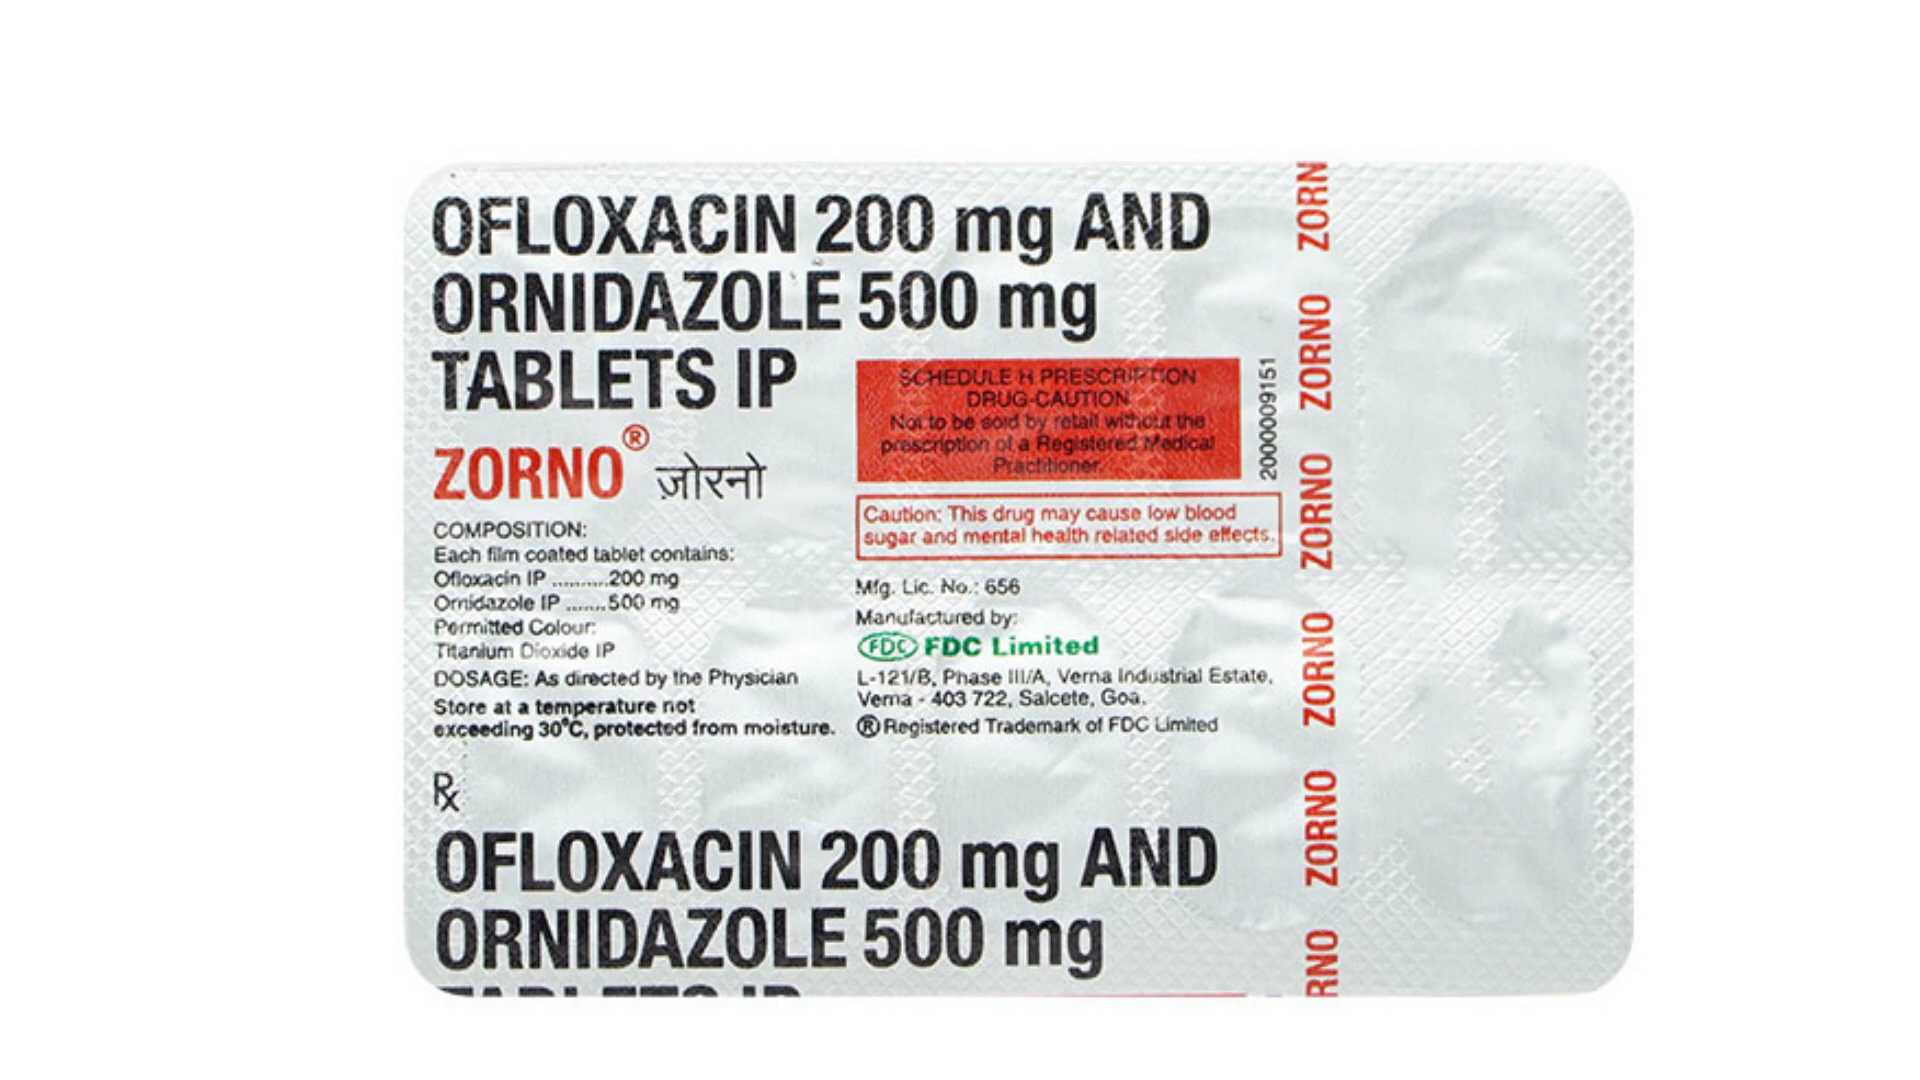 OFLOXACIN 200 mg AND
ORNIDAZOLE 500 mg
TABLETS IP
ZORNO® ज़ोरनो
COMPOSITION:
Each film coated tablet contains:
Ofloxacin IP ..........200 mg
Ornidazole IP .......500 mg
Permitted Colour:
Titanium Dioxide IP
DOSAGE: As directed by the Physician
Store at a temperature not
exceeding 30°C, protected from moisture.
SCHEDULE H PRESCRIPTION
DRUG-CAUTION
Not to be sold by retail without the
prescription of a Registered Medical
Practitioner.
Caution: This drug may cause low blood
sugar and mental health related side effects.
Mfg. Lic. No.: 656
Manufactured by:
FDC FDC Limited
L-121/B, Phase III/A, Verna Industrial Estate,
Verna - 403 722, Salcete, Goa.
® Registered Trademark of FDC Limited
2000009151
ZORN
ZORNO
ZORNO
ZORNO
ZORNO
RNO
Rx
OFLOXACIN 200 mg AND
ORNIDAZOLE 500 mg
TABLETS IP